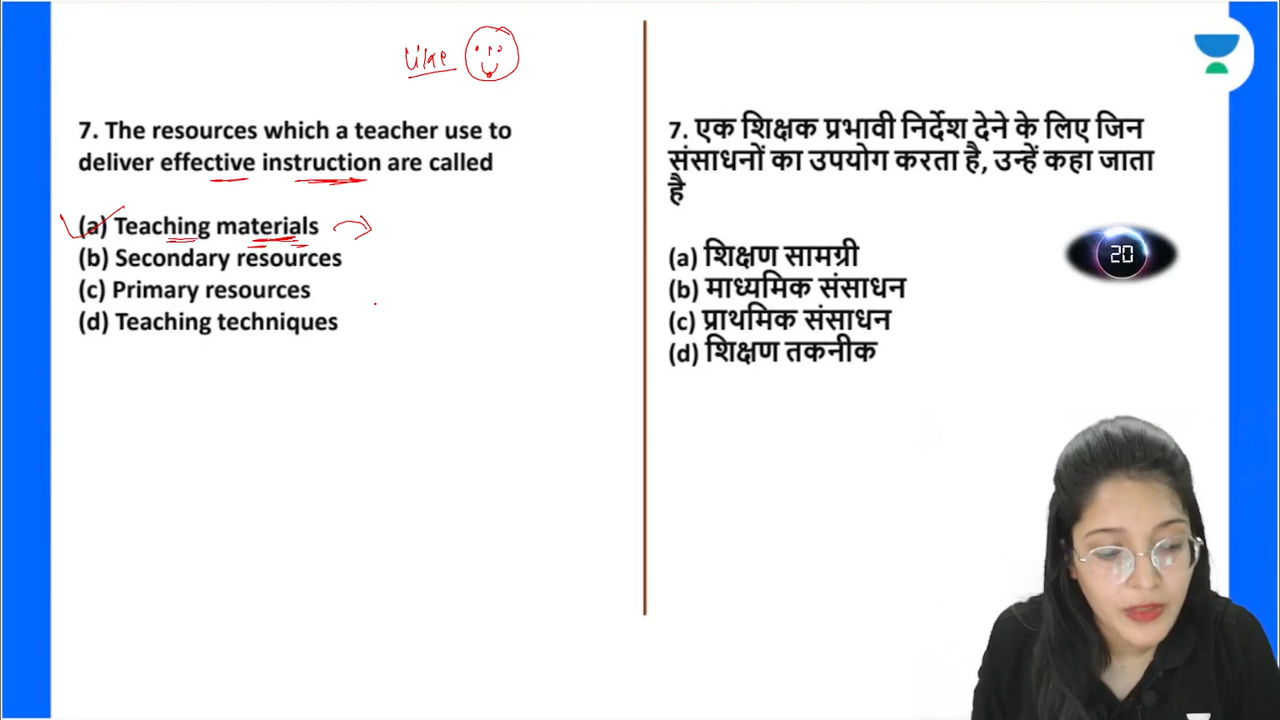 Like
7. The resources which a teacher use to
deliver effective instruction are called
(a) Teaching materials
(b) Secondary resources
(c) Primary resources
(d) Teaching techniques
7. एक शिक्षक प्रभावी निर्देश देने के लिए जिन
संसाधनों का उपयोग करता है, उन्हें कहा जाता
है
(a) शिक्षण सामग्री
(b) माध्यमिक संसाधन
(c) प्राथमिक संसाधन
(d) शिक्षण तकनीक
20